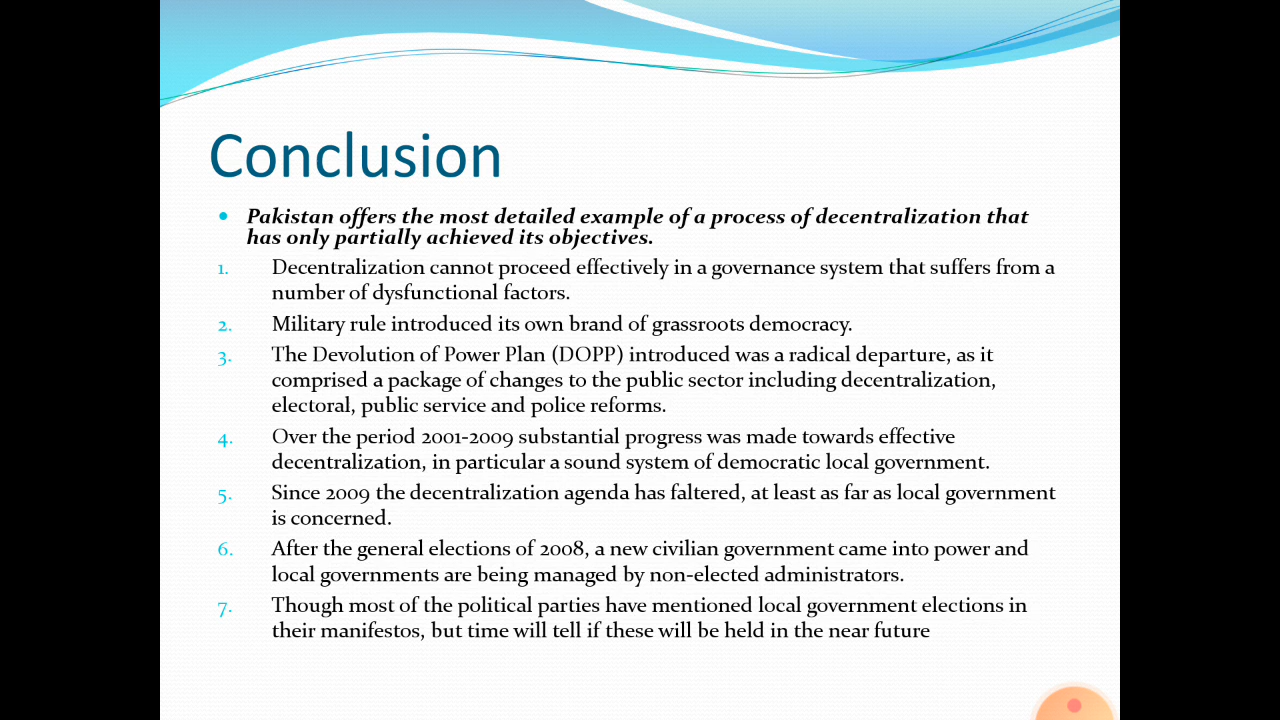 Conclusion
• Pakistan offers the most detailed example of a process of decentralization that
has only partially achieved its objectives.
1. Decentralization cannot proceed effectively in a governance system that suffers from a
number of dysfunctional factors.
2. Military rule introduced its own brand of grassroots democracy.
3. The Devolution of Power Plan (DOPP) introduced was a radical departure, as it
comprised a package of changes to the public sector including decentralization,
electoral, public service and police reforms.
4. Over the period 2001-2009 substantial progress was made towards effective
decentralization, in particular a sound system of democratic local government.
5. Since 2009 the decentralization agenda has faltered, at least as far as local government
is concerned.
6. After the general elections of 2008, a new civilian government came into power and
local governments are being managed by non-elected administrators.
7. Though most of the political parties have mentioned local government elections in
their manifestos, but time will tell if these will be held in the near future